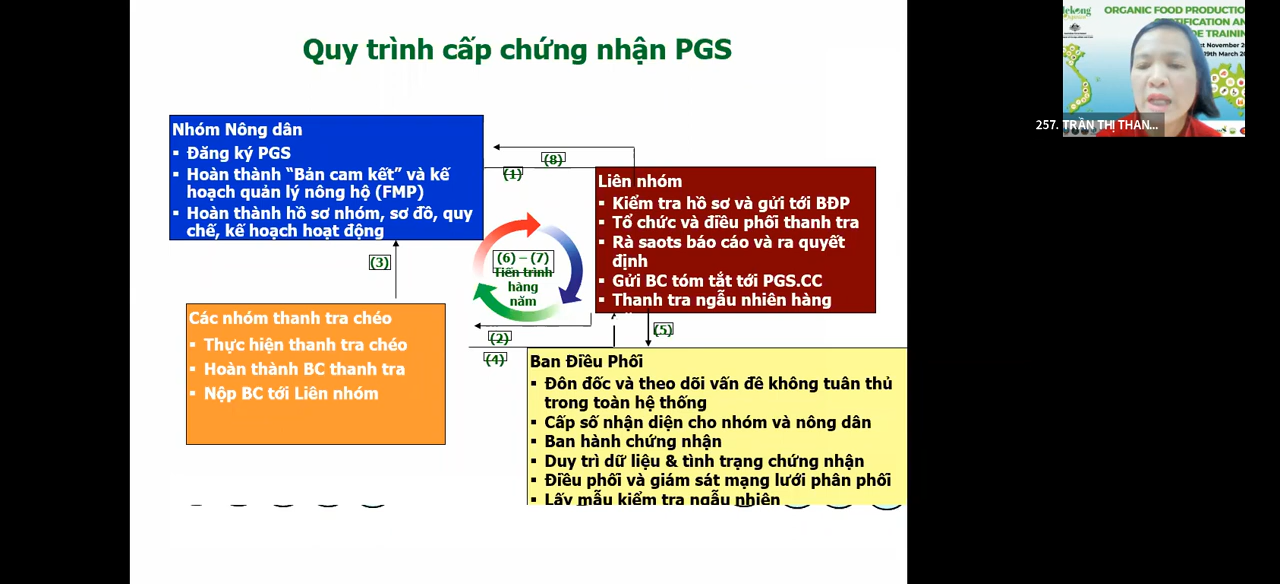 Quy trình cấp chứng nhận PGS
Nhóm Nông dân
▪ Đăng ký PGS
▪ Hoàn thành “Bản cam kết” và kế
hoạch quản lý nông hộ (FMP)
▪ Hoàn thành hồ sơ nhóm, sơ đồ, quy
chế, kế hoạch hoạt động
(8)
(1)
Liên nhóm
▪ Kiểm tra hồ sơ và gửi tới BĐP
▪ Tổ chức và điều phối thanh tra
▪ Rà saots báo cáo và ra quyết
định
▪ Gửi BC tóm tắt tới PGS.CC
▪ Thanh tra ngẫu nhiên hàng
(3)
(6) – (7)
Tiến trình
hàng
năm
Các nhóm thanh tra chéo
▪ Thực hiện thanh tra chéo
▪ Hoàn thành BC thanh tra
▪ Nộp BC tới Liên nhóm
(2)
(4)
(5)
Ban Điều Phối
▪ Đôn đốc và theo dõi vấn đề không tuân thủ
trong toàn hệ thống
▪ Cấp số nhận diện cho nhóm và nông dân
▪ Ban hành chứng nhận
▪ Duy trì dữ liệu & tình trạng chứng nhận
▪ Điều phối và giám sát mạng lưới phân phối
▪ Lấy mẫu kiểm tra ngẫu nhiên
ORGANIC FOOD PRODUCTIO
19th March
257. TRẦN THỊ THAN...